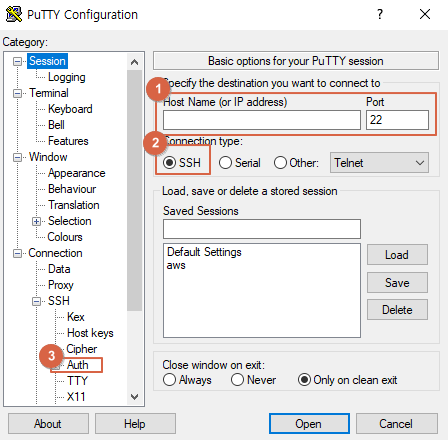 PuTTY Configuration
Category:
Session
Logging
Terminal
Keyboard
Bell
Features
Window
Appearance
Behaviour
Translation
Selection
Colours
Connection
Data
Proxy
SSH
Kex
Host keys
Cipher
3
Auth
TTY
X11
Basic options for your PuTTY session
Specify the destination you want to connect to
1
Host Name (or IP address) Port
22
Connection type:
2
SSH Serial Other: Telnet
Load, save or delete a stored session
Saved Sessions
Default Settings
aws
Load
Save
Delete
Close window on exit:
Always Never Only on clean exit
About Help Open Cancel